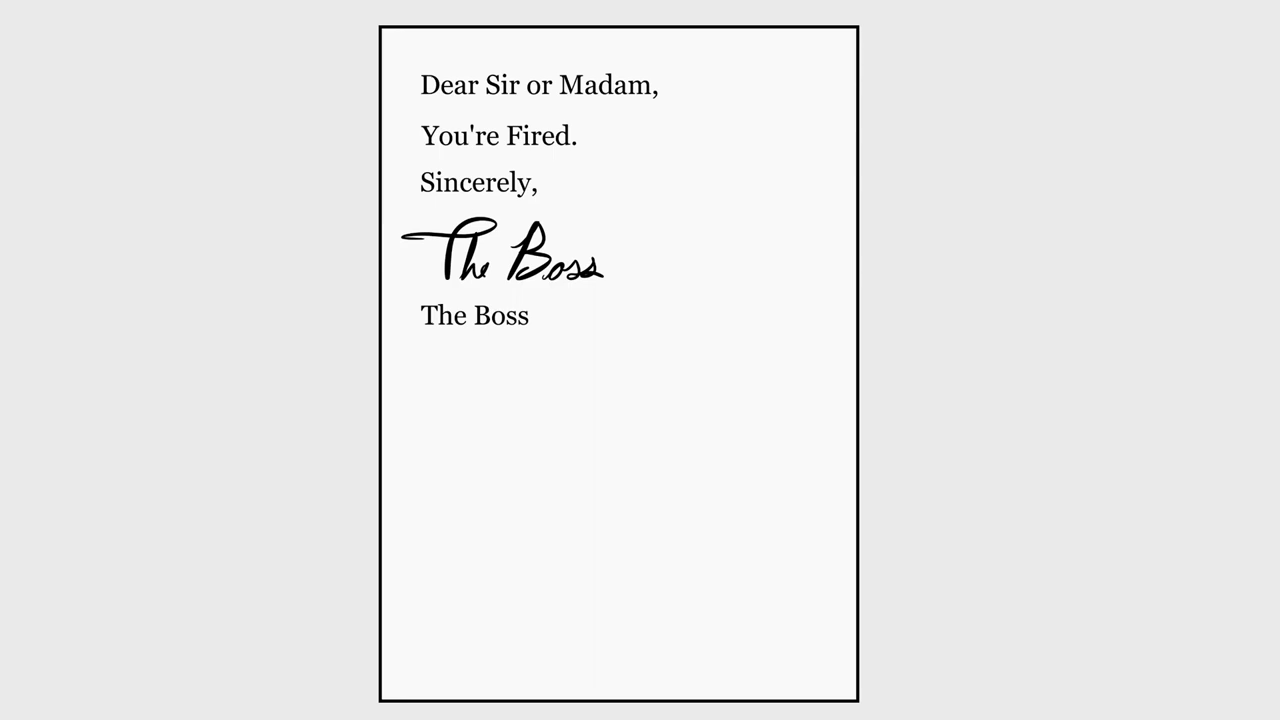 Dear Sir or Madam,
You're Fired.
Sincerely,
The Boss
The Boss